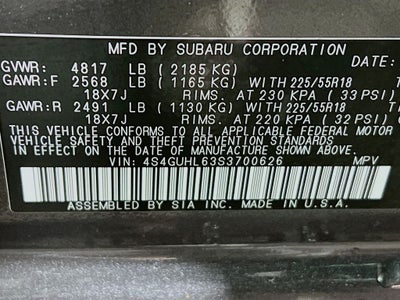 MFD BY SUBARU CORPORATION DATE:
GVWR: 4817 LB (2185 KG)
GAWR:F 2568 LB (1165 KG) WITH 225/55R18
18X7J RIMS. AT 230 KPA (33 PSI)
GAWR:R 2491 LB (1130 KG) WITH 225/55R18
18X7J RIMS. AT 220 KPA (32 PSI)
THIS VEHICLE CONFORMS TO ALL APPLICABLE FEDERAL MOTOR
VEHICLE SAFETY AND THEFT PREVENTION STANDARDS
IN EFFECT ON THE DATE OF MANUFACTURE SHOWN ABOVE.
VIN: 4S4GUHL63S3700626 MPV
ASSEMBLED BY SIA INC. MADE IN U.S.A.